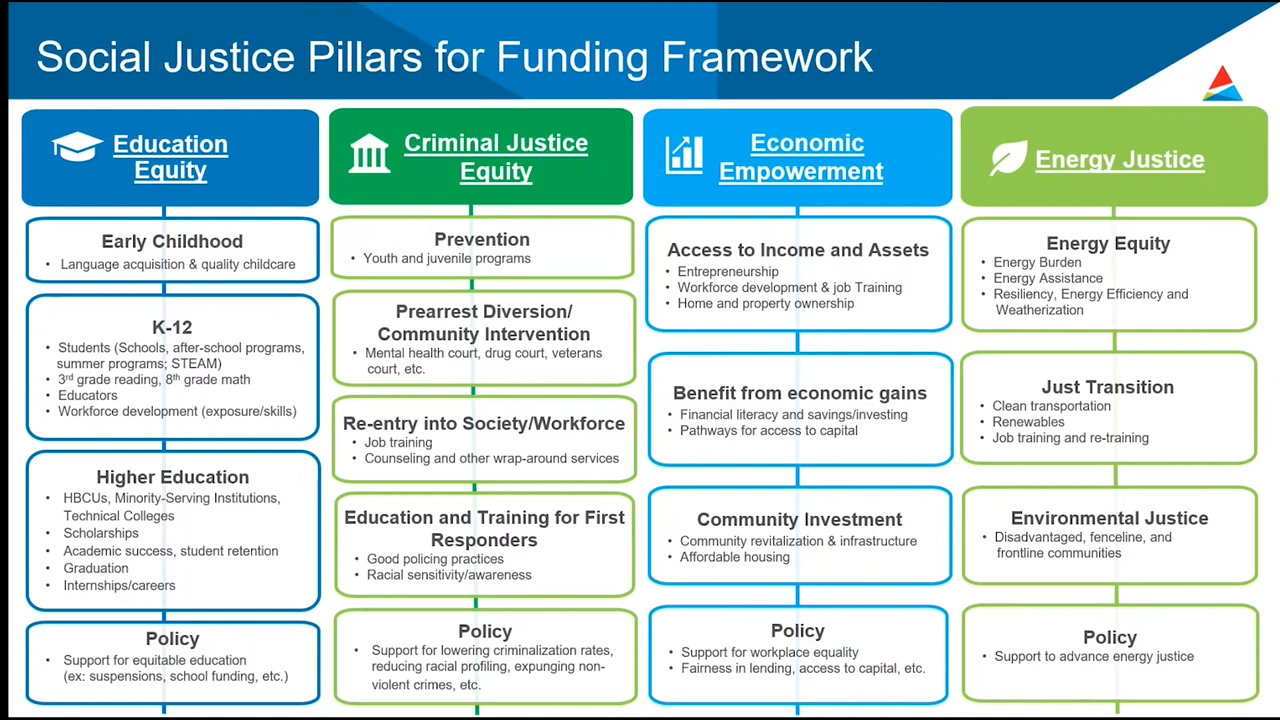 Social Justice Pillars for Funding Framework
Education
Equity
Early Childhood
• Language acquisition & quality childcare
K-12
• Students (Schools, after-school programs,
summer programs; STEAM)
• 3rd grade reading, 8th grade math
• Educators
• Workforce development (exposure/skills)
Higher Education
• HBCUs, Minority-Serving Institutions,
Technical Colleges
• Scholarships
• Academic success, student retention
• Graduation
• Internships/careers
Policy
• Support for equitable education
(ex: suspensions, school funding, etc.)
Criminal Justice
Equity
Prevention
• Youth and juvenile programs
Prearrest Diversion/
Community Intervention
• Mental health court, drug court, veterans
court, etc.
Re-entry into Society/Workforce
• Job training
• Counseling and other wrap-around services
Education and Training for First
Responders
• Good policing practices
• Racial sensitivity/awareness
Policy
• Support for lowering criminalization rates,
reducing racial profiling, expunging non-
violent crimes, etc.
Economic
Empowerment
Access to Income and Assets
• Entrepreneurship
• Workforce development & job Training
• Home and property ownership
Benefit from economic gains
• Financial literacy and savings/investing
• Pathways for access to capital
Community Investment
• Community revitalization & infrastructure
• Affordable housing
Policy
• Support for workplace equality
• Fairness in lending, access to capital, etc.
Energy Justice
Energy Equity
• Energy Burden
• Energy Assistance
• Resiliency, Energy Efficiency and
Weatherization
Just Transition
• Clean transportation
• Renewables
• Job training and re-training
Environmental Justice
• Disadvantaged, fenceline, and
frontline communities
Policy
• Support to advance energy justice